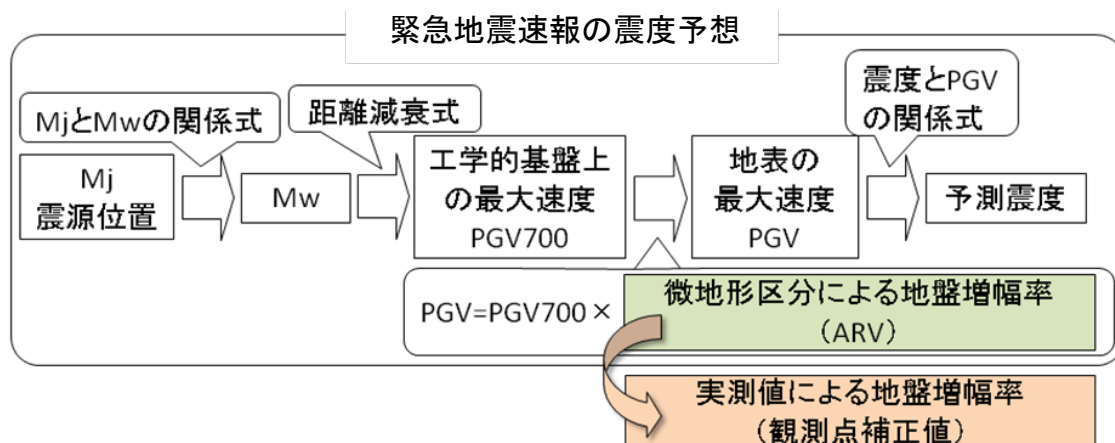 緊急地震速報の震度予想
MjとMwの関係式
距離減衰式
震度とPGV
の関係式
Mj
震源位置
Mw
工学的基盤上
の最大速度
PGV700
地表の
最大速度
PGV
予測震度
PGV=PGV700×
微地形区分による地盤増幅率
（ARV）
実測値による地盤増幅率
（観測点補正値）